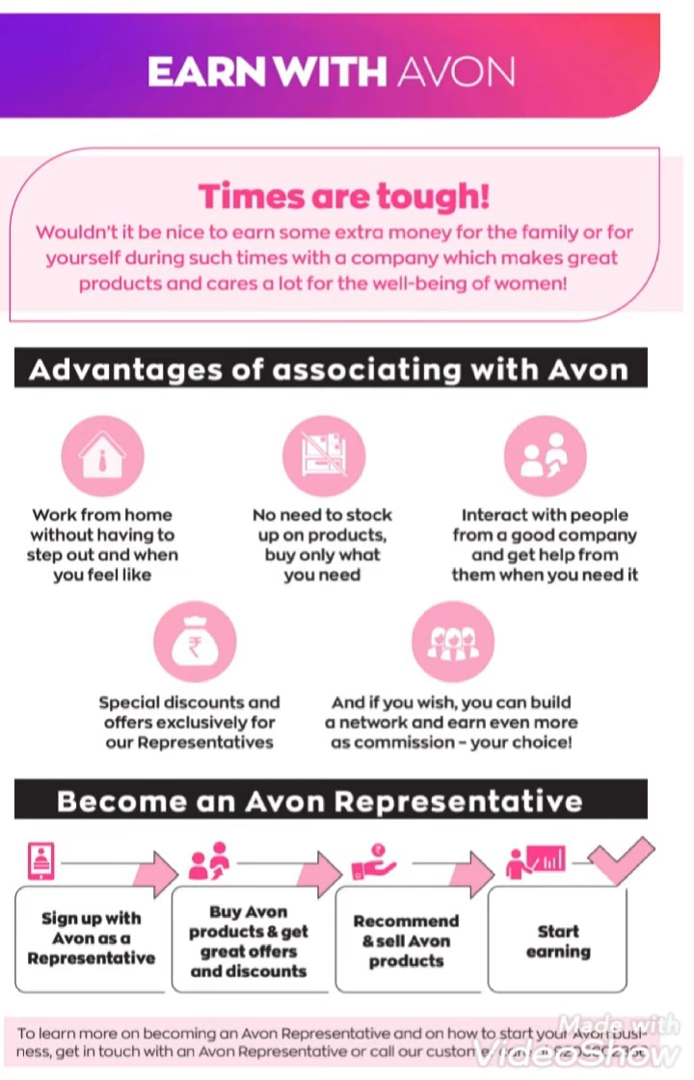 EARN WITH AVON
Times are tough!
Wouldn't it be nice to earn some extra money for the family or for
yourself during such times with a company which makes great
products and cares a lot for the well-being of women!
Advantages of associating with Avon
Work from home
without having to
step out and when
you feel like
No need to stock
up on products,
buy only what
you need
Interact with people
from a good company
and get help from
them when you need it
Special discounts and
offers exclusively for
our Representatives
And if you wish, you can build
a network and earn even more
as commission – your choice!
Become an Avon Representative
Sign up with
Avon as a
Representative
Buy Avon
products & get
great offers
and discounts
Recommend
& sell Avon
products
Start
earning
To learn more on becoming an Avon Representative and on how to start your Avon busi-
ness, get in touch with an Avon Representative or call our customer
Made with
VideoShow